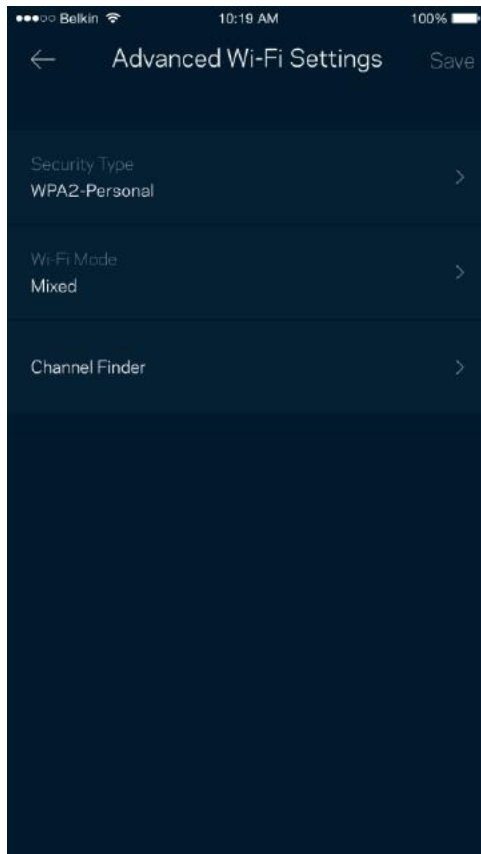 Belkin 10:19 AM 100%
Advanced Wi-Fi Settings Save
Security Type
WPA2-Personal
Wi-Fi Mode
Mixed
Channel Finder